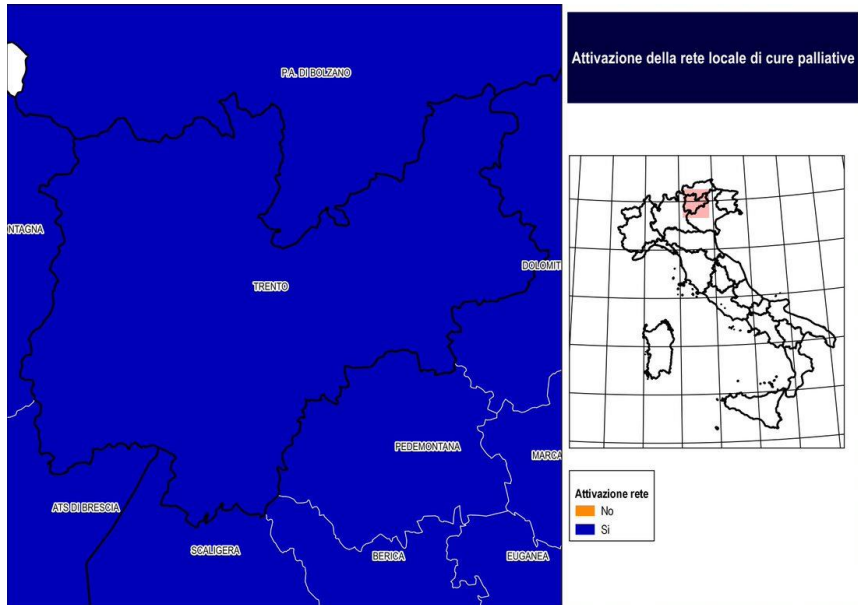 Attivazione della rete locale di cure palliative
P.A. DI BOLZANO
ONTAGNA
DOLOMIT
TRENTO
PEDEMONTANA
MARCA
ATS DI BRESCIA
SCALIGERA
BERICA
EUGANEA
Attivazione rete
No
Si